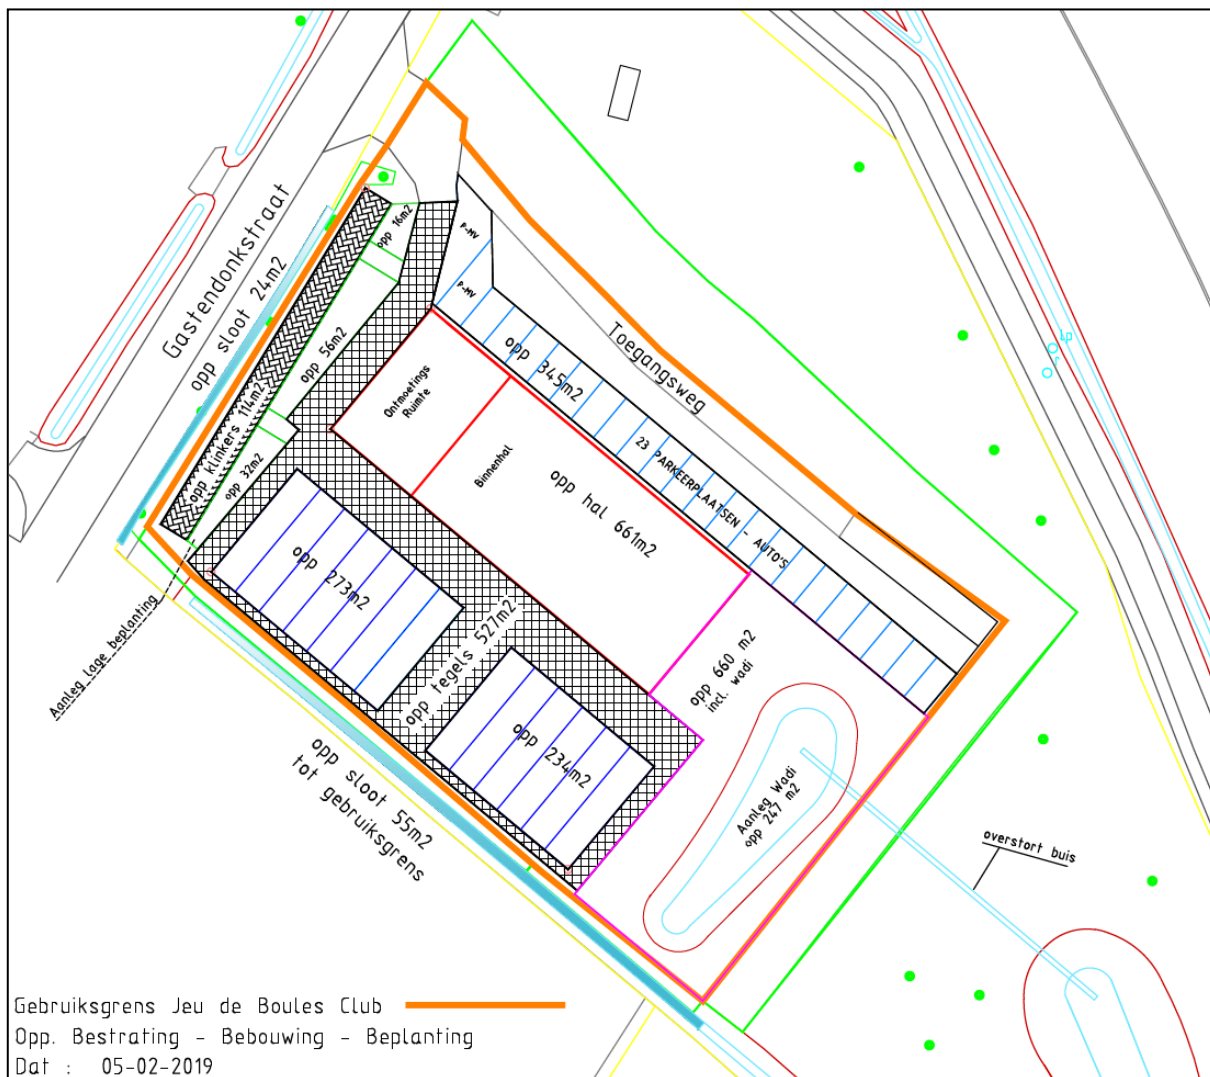 Gastendonkstraat
opp sloot 24m2
opp klinkers 114m2
opp 16m2
opp 56m2
opp 32m2
P-MV
P-MV
opp 345m2
Toegangsweg
23 PARKEERPLAATSEN - AUTO'S
Ontmoetings
Ruimte
Binnenhal
opp hal 661m2
opp 273m2
opp tegels 527m2
opp 234m2
opp 660 m2
incl. wadi
Aanleg Wadi
opp 247 m2
overstort buis
Aanleg lage beplanting
opp sloot 55m2
tot gebruiksgrens
Gebruiksgrens Jeu de Boules Club
Opp. Bestrating - Bebouwing - Beplanting
Dat : 05-02-2019